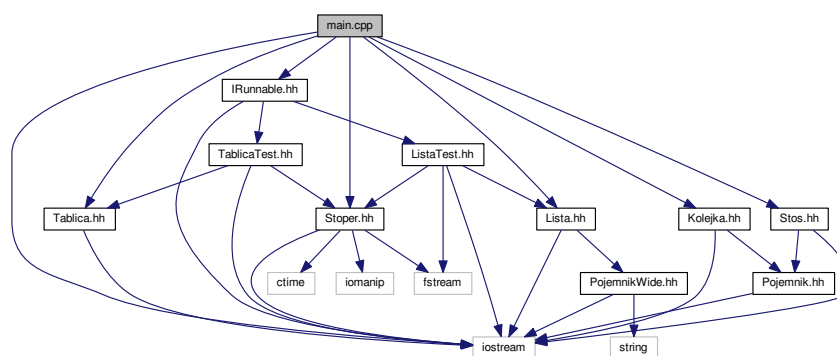 main.cpp
IRunnable.hh
TablicaTest.hh
ListaTest.hh
Tablica.hh
Stoper.hh
Lista.hh
Kolejka.hh
Stos.hh
ctime
iomanip
fstream
PojemnikWide.hh
Pojemnik.hh
iostream
string